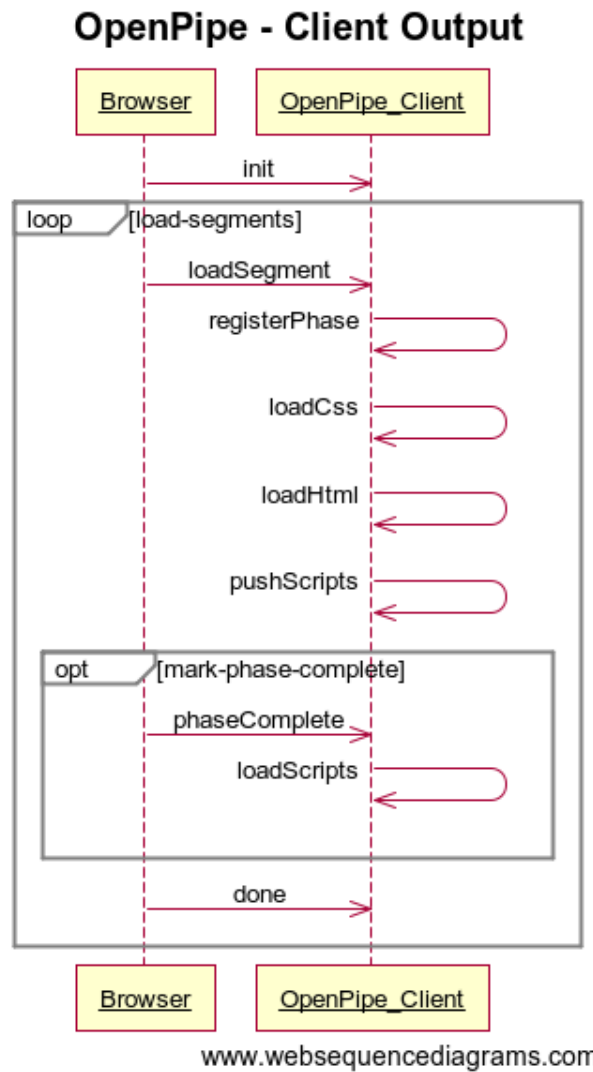 OpenPipe - Client Output
Browser
OpenPipe_Client
init
loop
[load-segments]
loadSegment
registerPhase
loadCss
loadHtml
pushScripts
opt
[mark-phase-complete]
phaseComplete
loadScripts
done
Browser
OpenPipe_Client
www.websequencediagrams.com